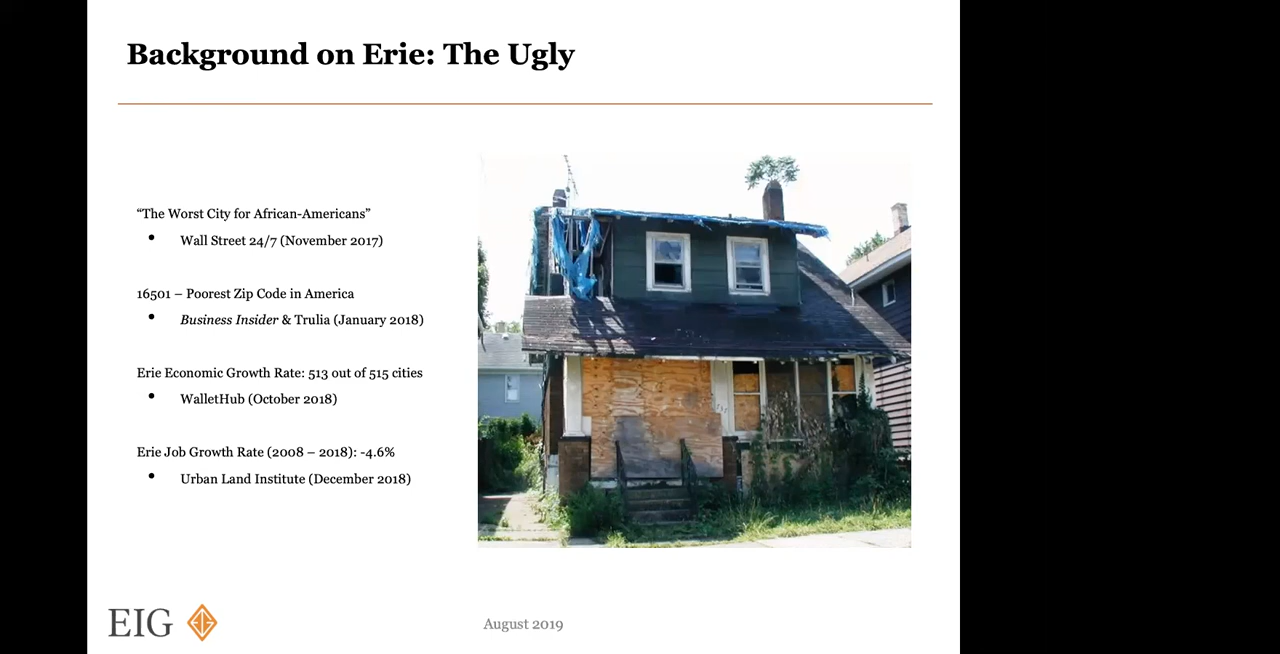 Background on Erie: The Ugly
“The Worst City for African-Americans”
• Wall Street 24/7 (November 2017)
16501 – Poorest Zip Code in America
• Business Insider & Trulia (January 2018)
Erie Economic Growth Rate: 513 out of 515 cities
• WalletHub (October 2018)
Erie Job Growth Rate (2008 – 2018): -4.6%
• Urban Land Institute (December 2018)
EIG
August 2019